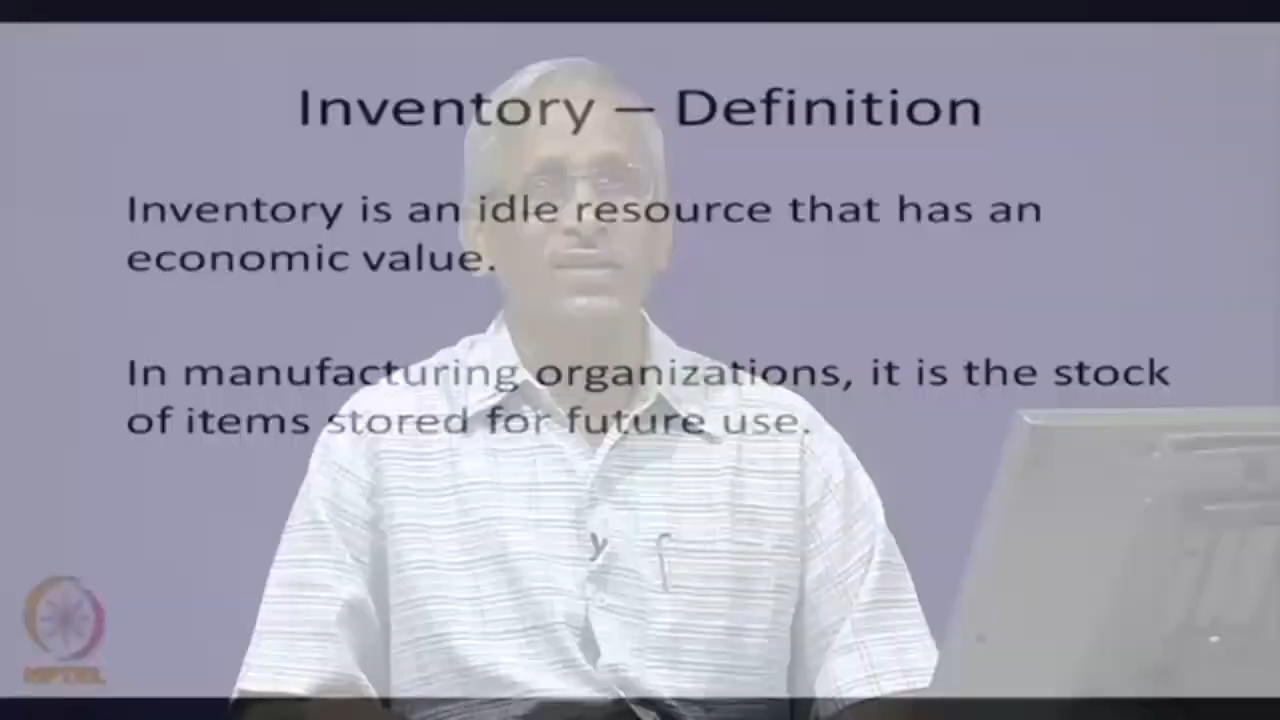 Inventory – Definition
Inventory is an idle resource that has an
economic value.
In manufacturing organizations, it is the stock
of items stored for future use.
NPTEL